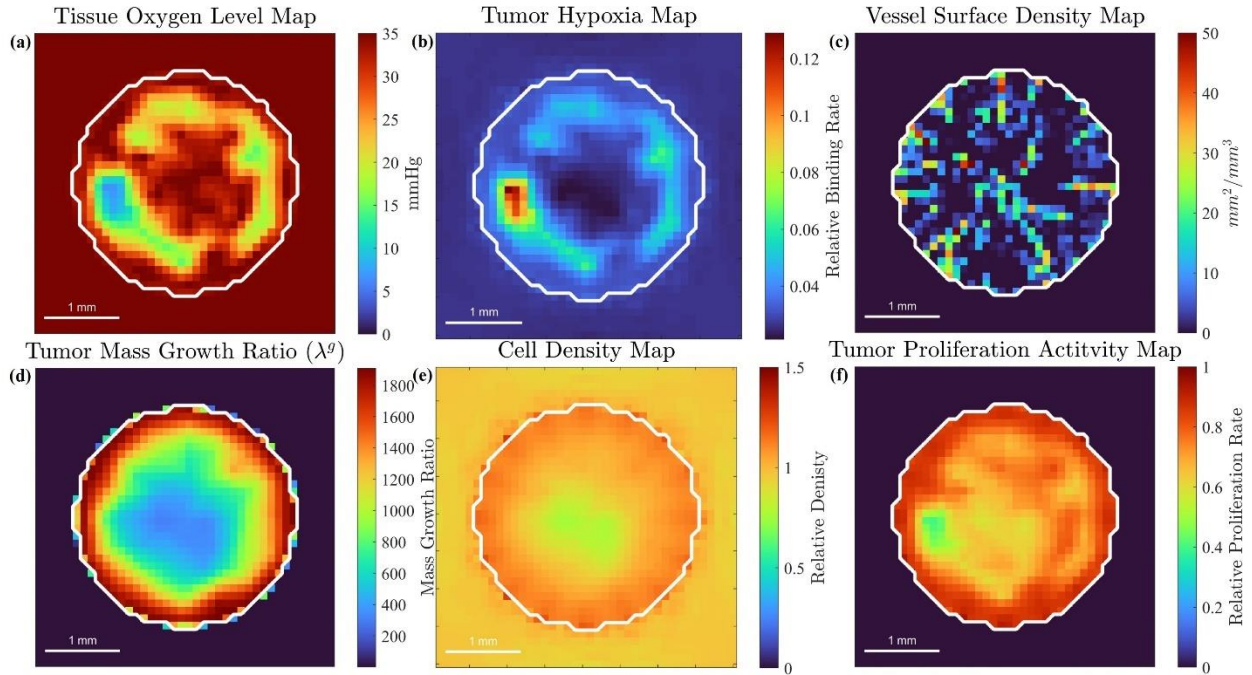 Tissue Oxygen Level Map
Tumor Hypoxia Map
Vessel Surface Density Map
(a)
35
30
25
20
15
10
5
0
mmHg
1 mm
(b)
0.12
0.1
0.08
0.06
0.04
Relative Binding Rate
1 mm
(c)
50
40
30
20
10
0
mm²/mm³
1 mm
Tumor Mass Growth Ratio (λ^g)
Cell Density Map
Tumor Proliferation Actitvity Map
(d)
1800
1600
1400
1200
1000
800
600
400
200
Mass Growth Ratio
1 mm
(e)
1.5
1
0.5
0
Relative Denisty
1 mm
(f)
1
0.8
0.6
0.4
0.2
0
Relative Proliferation Rate
1 mm